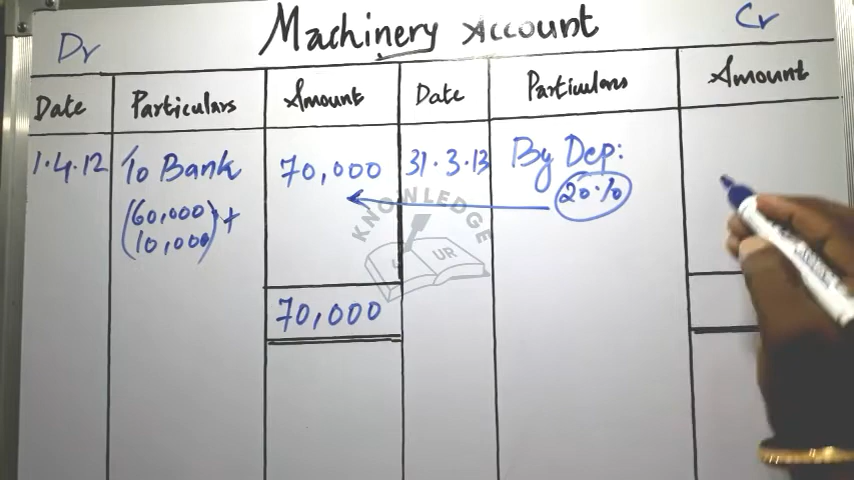 Machinery Account
Dr
Cr
Date Particulars Amount Date Particulars Amount
1.4.12 To Bank 70,000 31.3.13 By Dep:
(60,000 + 10,000)
20%
70,000
KNOWLEDGE
4 UR